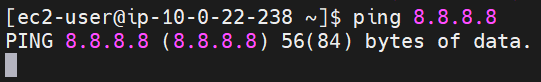 [ec2-user@ip-10-0-22-238 ~]$ ping 8.8.8.8
PING 8.8.8.8 (8.8.8.8) 56(84) bytes of data.